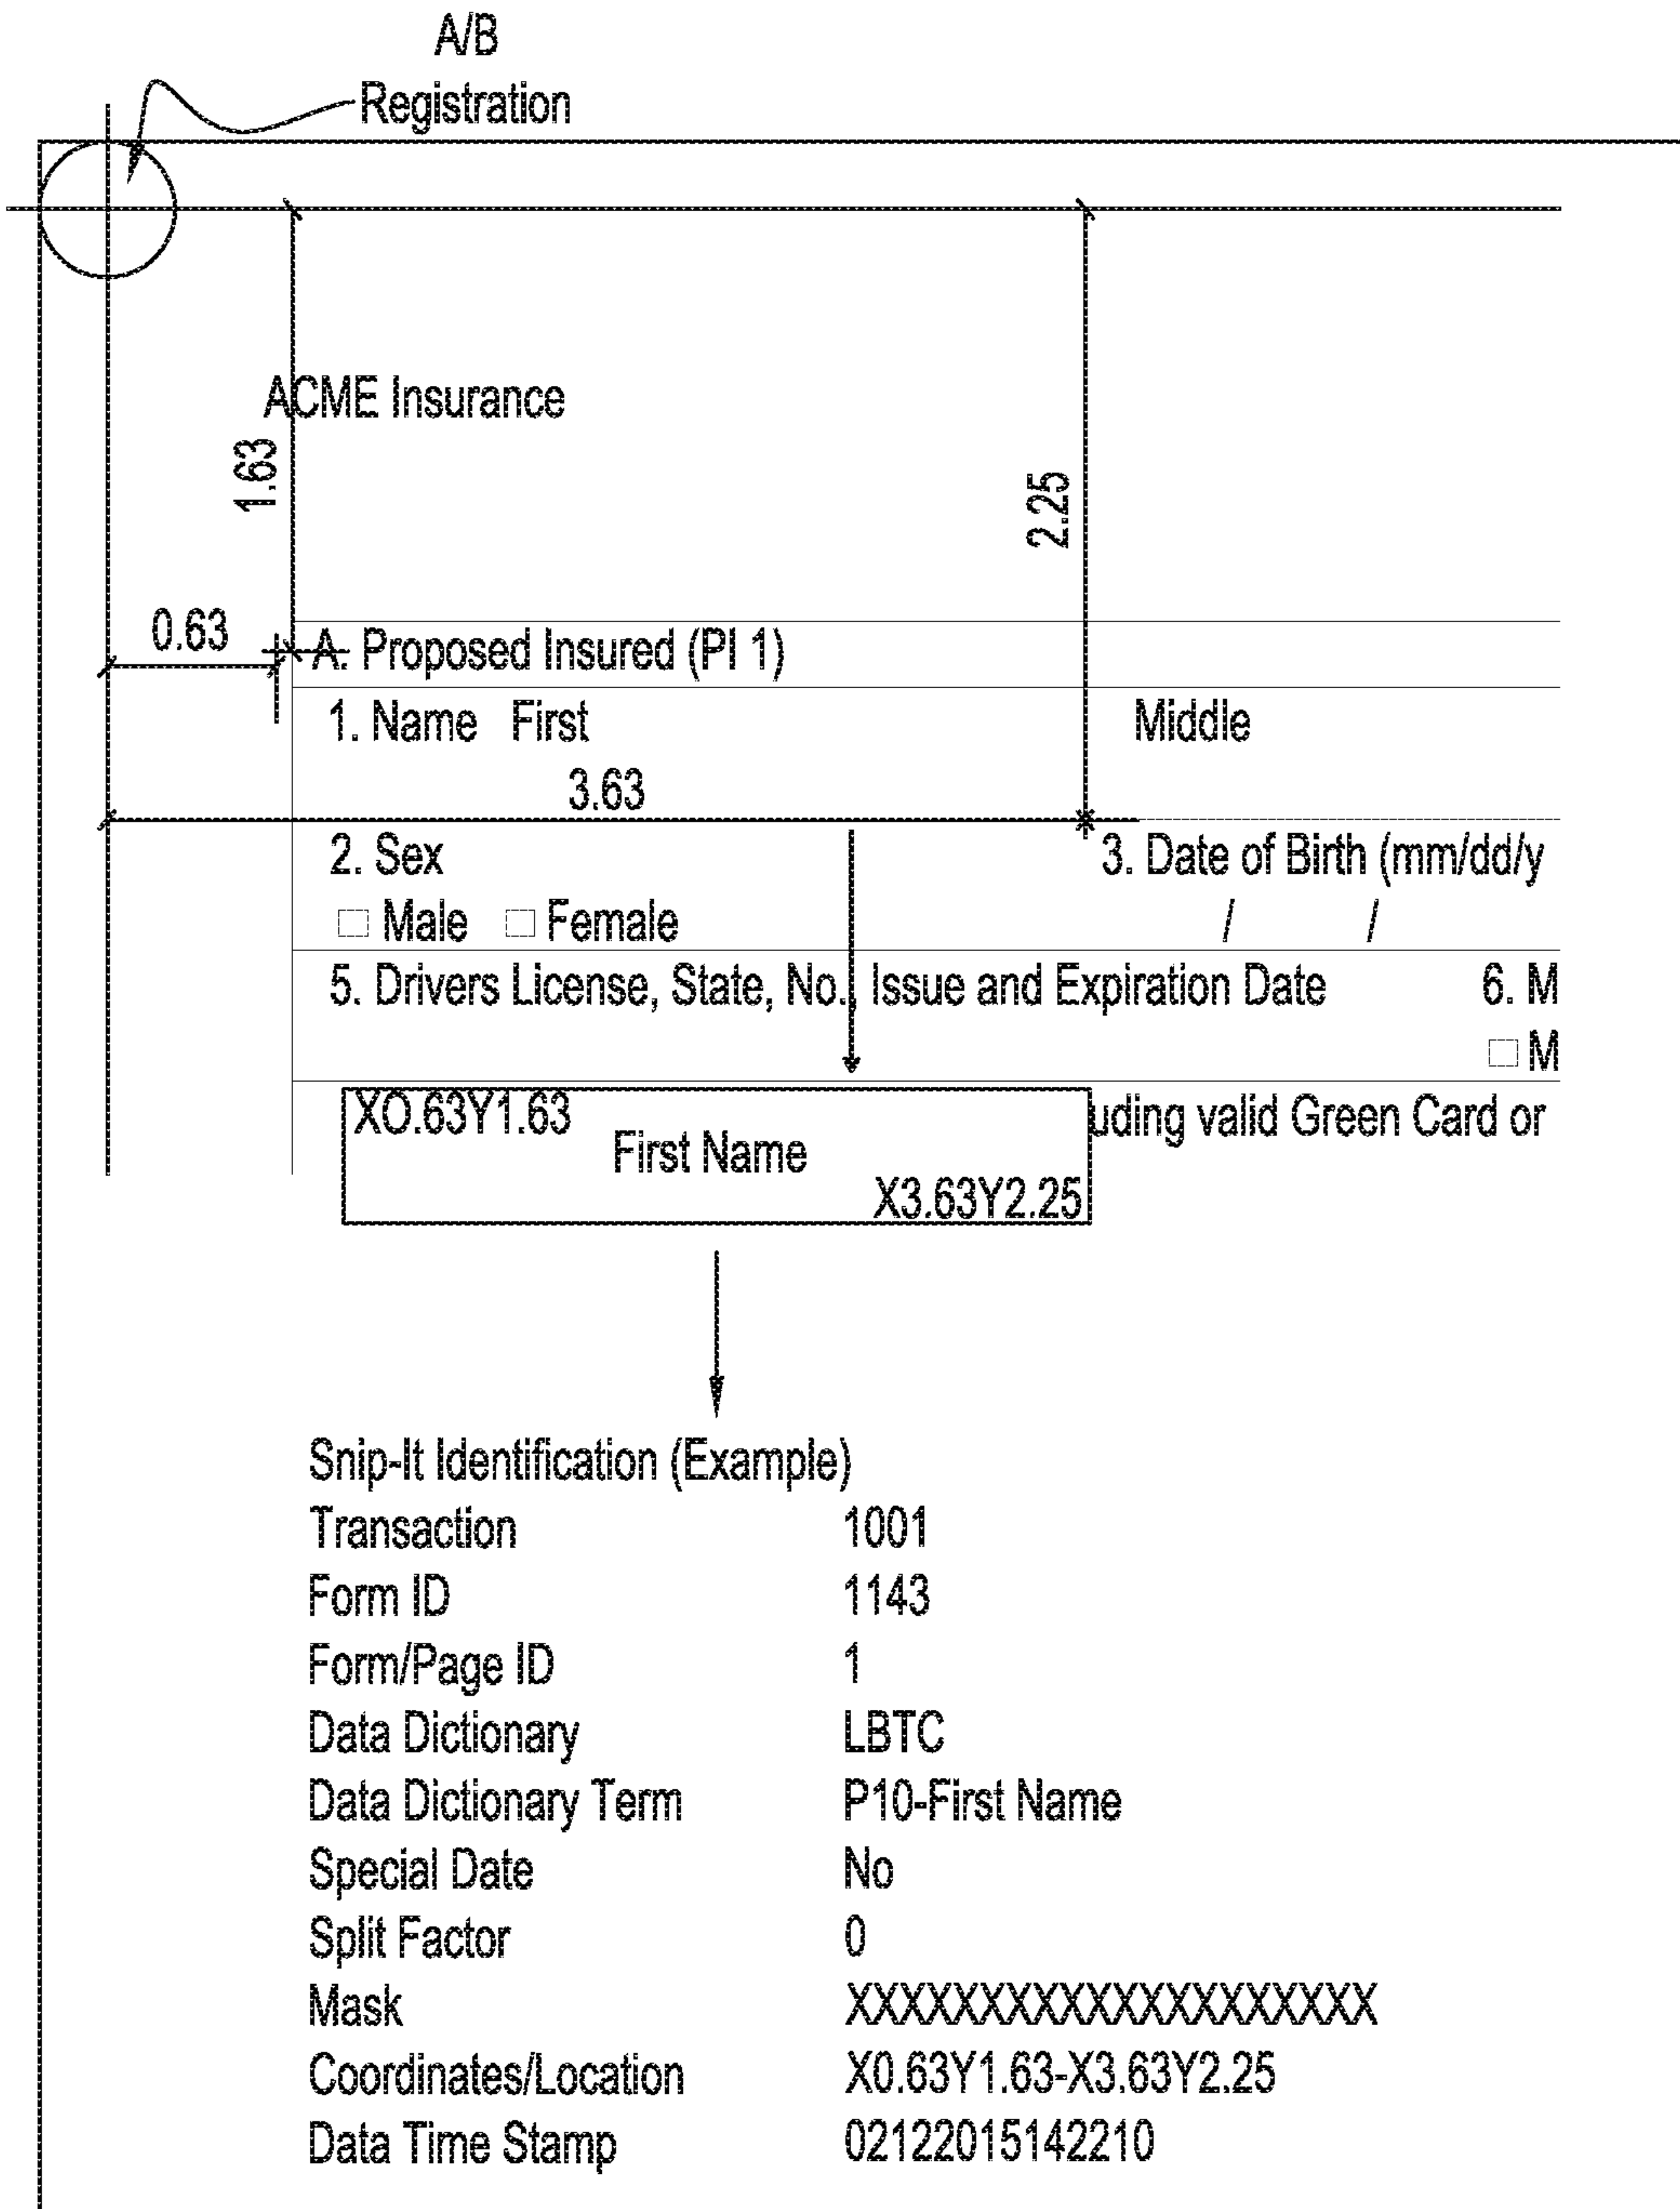 A/B
Registration
ACME Insurance
1.63
2.25
0.63
A. Proposed Insured (PI 1)
1. Name First Middle
3.63
2. Sex 3. Date of Birth (mm/dd/y
Male Female / /
5. Drivers License, State, No., Issue and Expiration Date 6. M
M
XO.63Y1.63 uding valid Green Card or
First Name
X3.63Y2.25
Snip-It Identification (Example)
Transaction 1001
Form ID 1143
Form/Page ID 1
Data Dictionary LBTC
Data Dictionary Term P10-First Name
Special Date No
Split Factor 0
Mask XXXXXXXXXXXXXXXXXXXX
Coordinates/Location X0.63Y1.63-X3.63Y2.25
Data Time Stamp 02122015142210